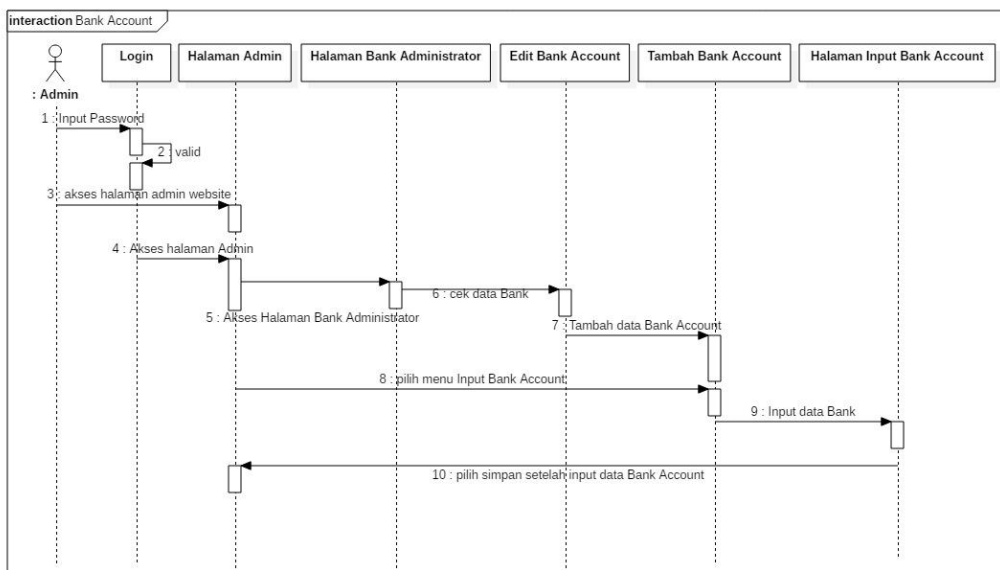 interaction Bank Account
Login
Halaman Admin
Halaman Bank Administrator
Edit Bank Account
Tambah Bank Account
Halaman Input Bank Account
: Admin
1 : Input Password
2 : valid
3 : akses halaman admin website
4 : Akses halaman Admin
5 : Akses Halaman Bank Administrator
6 : cek data Bank
7 : Tambah data Bank Account
8 : pilih menu Input Bank Account
9 : Input data Bank
10 : pilih simpan setelah input data Bank Account